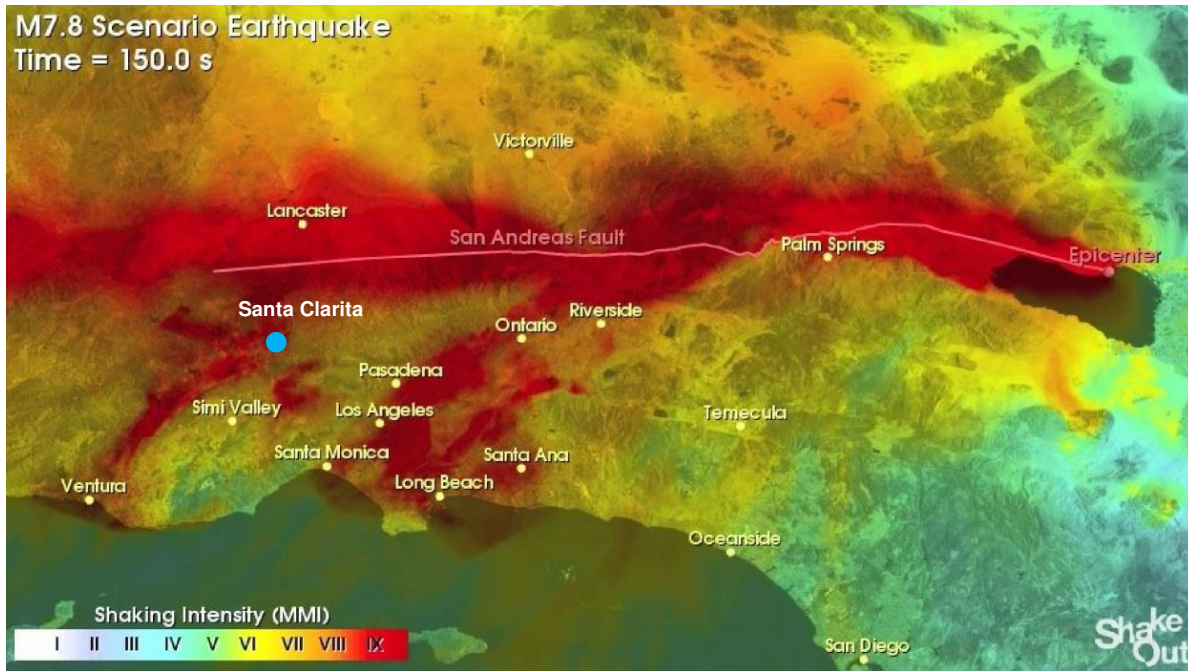 M7.8 Scenario Earthquake
Time = 150.0 s
Victorville
Lancaster
San Andreas Fault
Palm Springs
Epicenter
Santa Clarita
Riverside
Ontario
Pasadena
Simi Valley
Los Angeles
Temecula
Santa Monica
Santa Ana
Ventura
Long Beach
Oceanside
Shaking Intensity (MMI)
I II III IV V VI VII VIII IX
San Diego
Shake
Out